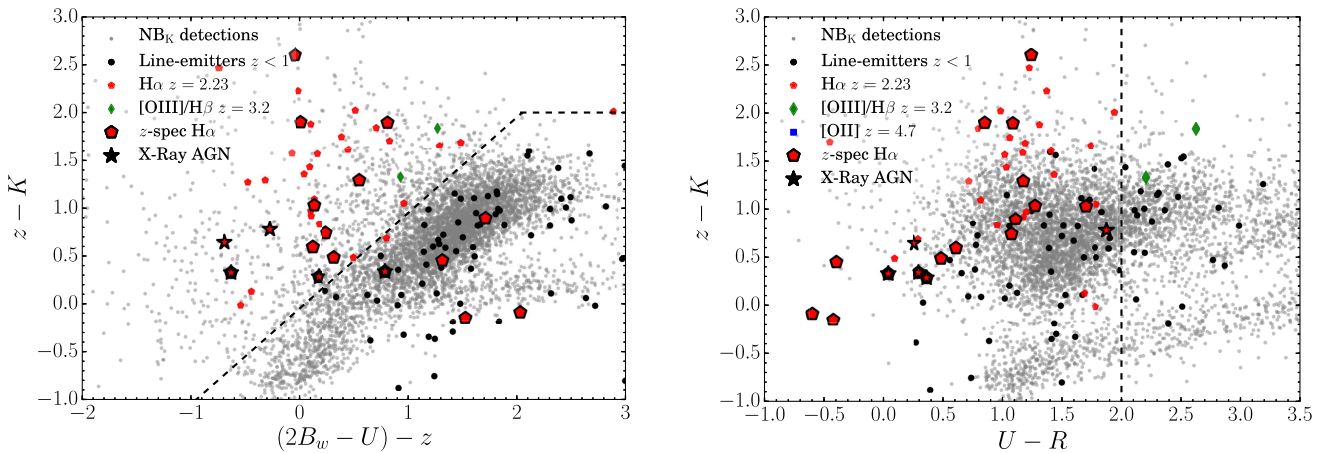 3.0
2.5
2.0
1.5
1.0
0.5
0.0
−0.5
−1.0
−2
−1
0
1
2
3
z − K
(2B_w − U) − z
NB_K detections
Line-emitters z < 1
Hα z = 2.23
[OIII]/Hβ z = 3.2
z-spec Hα
X-Ray AGN
3.0
2.5
2.0
1.5
1.0
0.5
0.0
−0.5
−1.0
−1.0
−0.5
0.0
0.5
1.0
1.5
2.0
2.5
3.0
3.5
z − K
U − R
NB_K detections
Line-emitters z < 1
Hα z = 2.23
[OIII]/Hβ z = 3.2
[OII] z = 4.7
z-spec Hα
X-Ray AGN